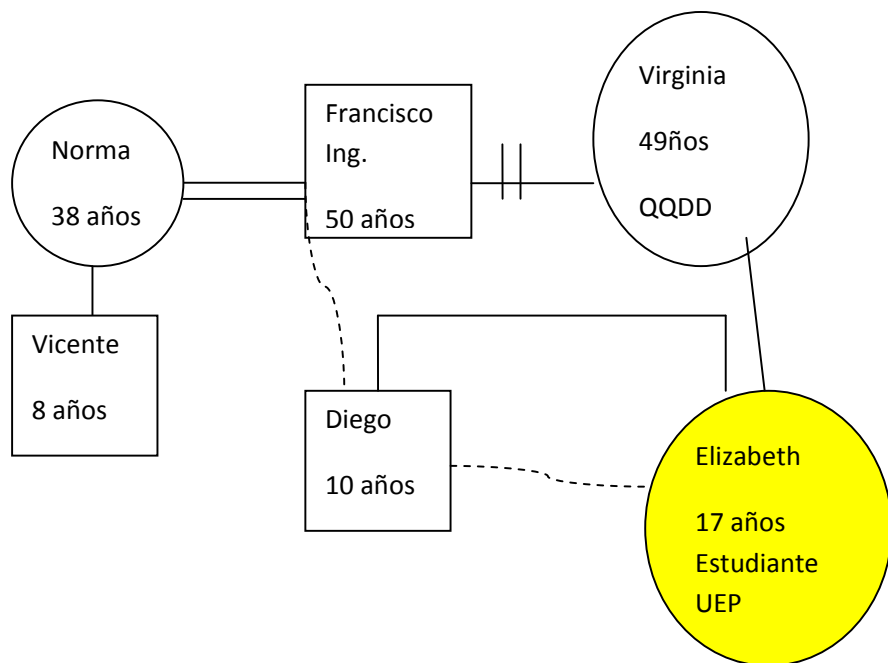 Norma
38 años
Francisco
Ing.
50 años
Virginia
49ños
QQDD
Vicente
8 años
Diego
10 años
Elizabeth
17 años
Estudiante
UEP